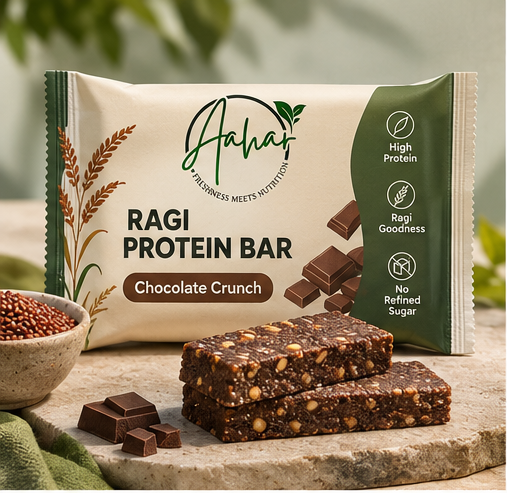 Aahar
• FRESHNESS MEETS NUTRITION
RAGI
PROTEIN BAR
Chocolate Crunch
High
Protein
Ragi
Goodness
No
Refined
Sugar